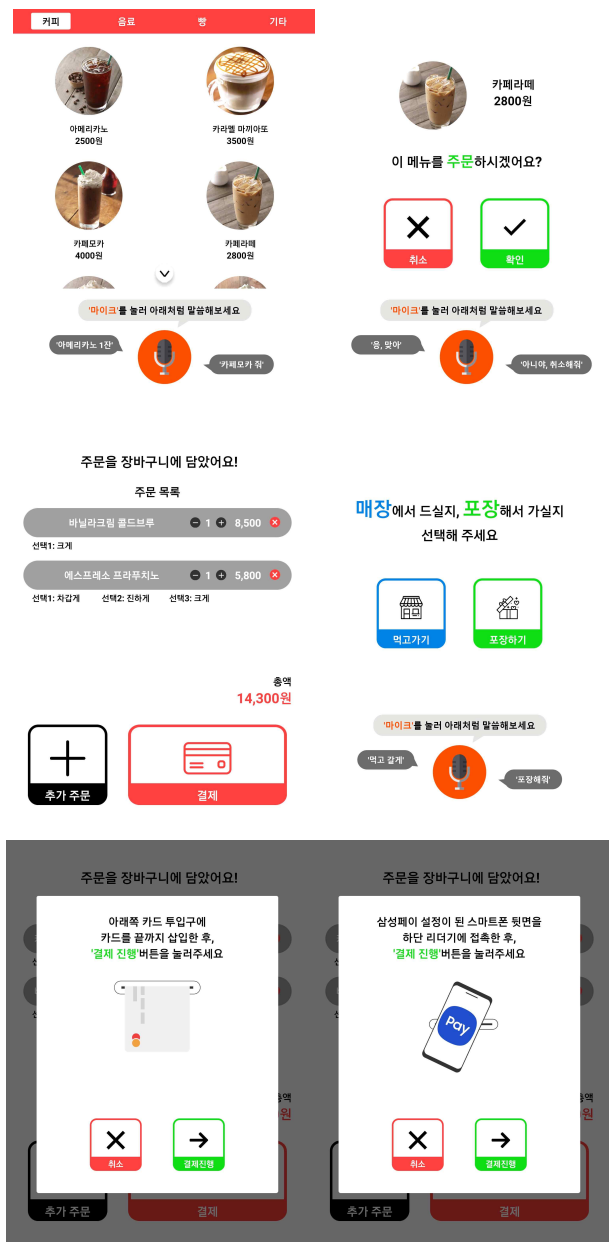 커피 음료 빵 기타
아메리카노
2500원
카라멜 마끼아또
3500원
카페모카
4000원
카페라떼
2800원
'마이크'를 눌러 아래처럼 말씀해보세요
'아메리카노 1잔'
'카페모카 줘'
카페라떼
2800원
이 메뉴를 주문하시겠어요?
취소
확인
'마이크'를 눌러 아래처럼 말씀해보세요
'응, 맞아'
'아니야, 취소해줘'
주문을 장바구니에 담았어요!
주문 목록
바닐라크림 콜드브루 1 8,500
선택1: 크게
에스프레소 프라푸치노 1 5,800
선택1: 차갑게 선택2: 진하게 선택3: 크게
총액
14,300원
추가 주문
결제
매장에서 드실지, 포장해서 가실지
선택해 주세요
먹고가기
포장하기
'마이크'를 눌러 아래처럼 말씀해보세요
'먹고 갈게'
'포장해줘'
주문을 장바구니에 담았어요!
아래쪽 카드 투입구에
카드를 끝까지 삽입한 후,
'결제 진행'버튼을 눌러주세요
취소
결제진행
추가 주문
결제
주문을 장바구니에 담았어요!
삼성페이 설정이 된 스마트폰 뒷면을
하단 리더기에 접촉한 후,
'결제 진행'버튼을 눌러주세요
Pay
총액
원
취소
결제진행
추가 주문
결제